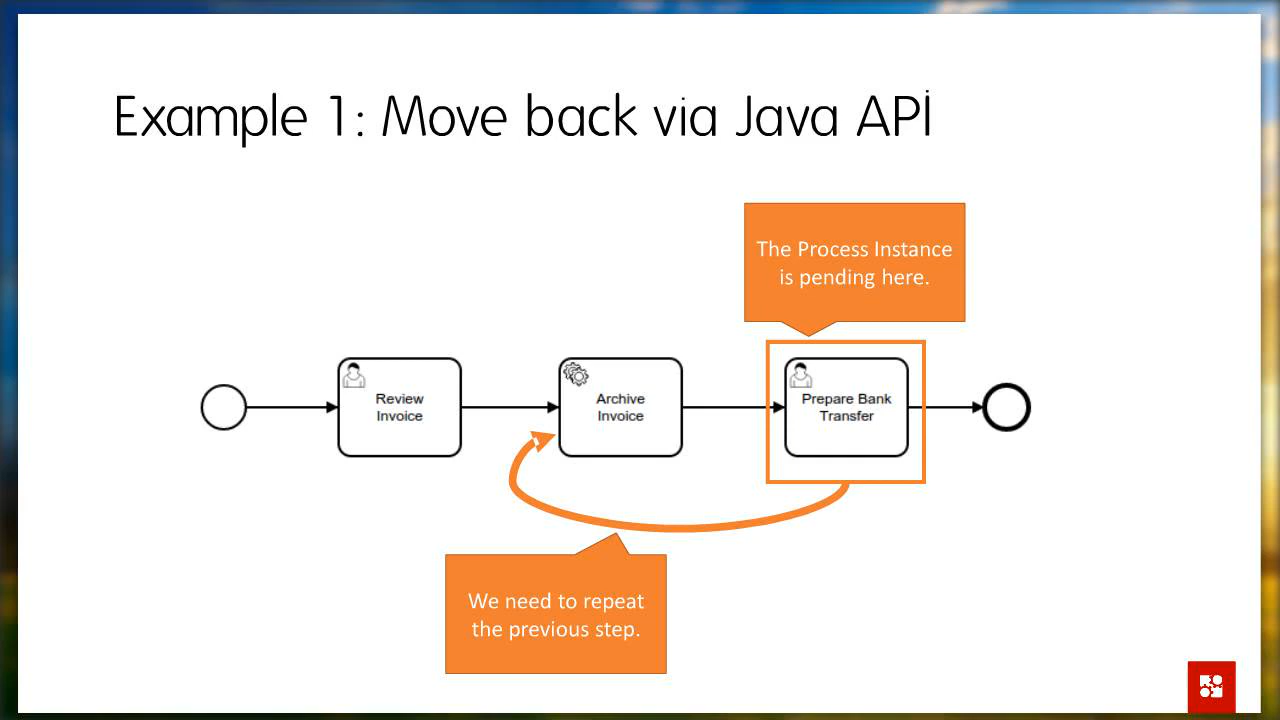 Example 1: Move back via Java API
The Process Instance
is pending here.
Review
Invoice
Archive
Invoice
Prepare Bank
Transfer
We need to repeat
the previous step.